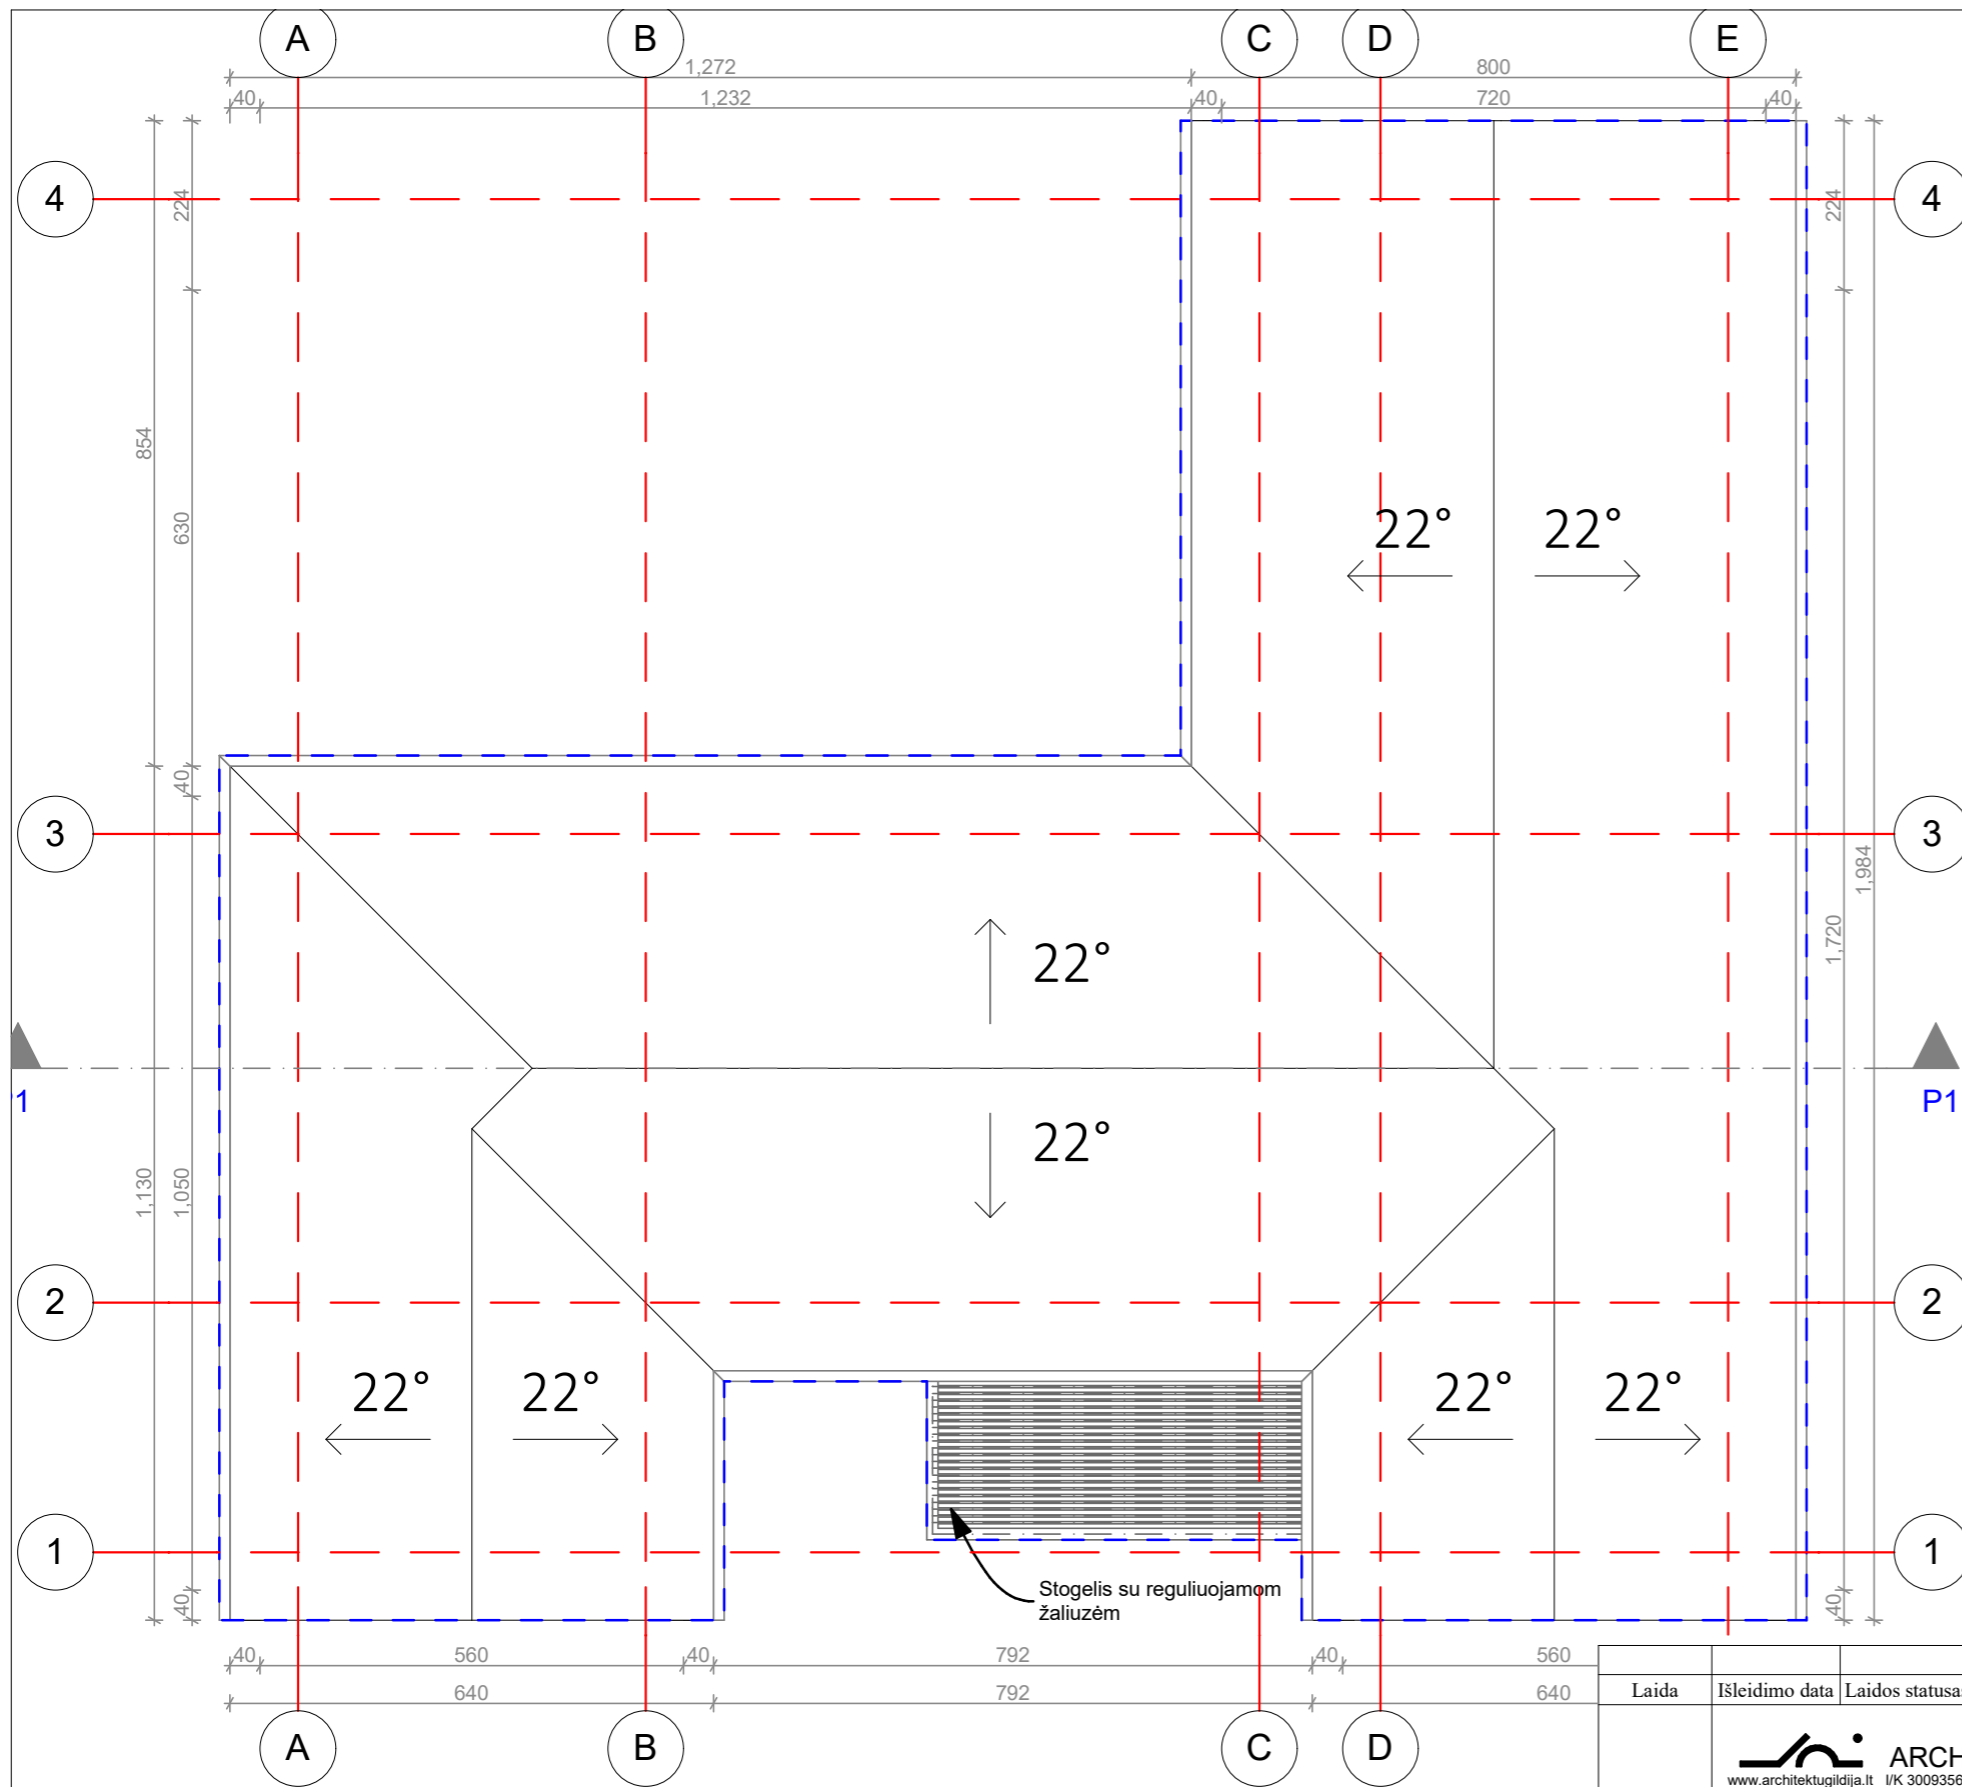 A B C D E
1,272 800
40 1,232 40 720 40
4 224 224 4
22° 22°
854
630
40
3 3
1,984
22°
1,720
P1
22°
1,130 1,050
2 2
22° 22° 22° 22°
1 1
Stogelis su reguliuojamom
žaliuzėm
40 40
40 560 40 792 40 560
640 792 640
Laida Išleidimo data
A B C D
www.architektugildija.lt